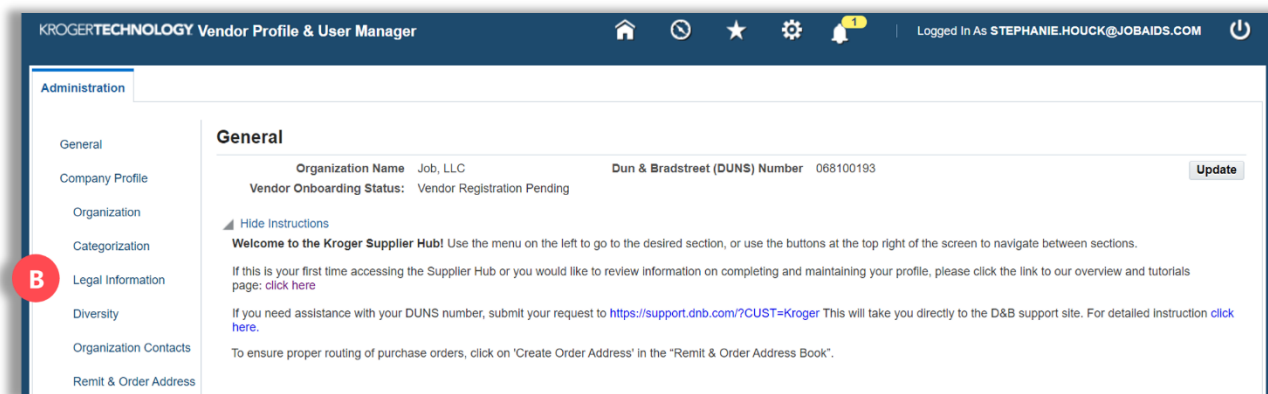 KROGERTECHNOLOGY Vendor Profile & User Manager
1
Logged In As STEPHANIE.HOUCK@JOBAIDS.COM
Administration
General
Company Profile
Organization
Categorization
B
Legal Information
Diversity
Organization Contacts
Remit & Order Address
General
Organization Name Job, LLC Dun & Bradstreet (DUNS) Number 068100193
Update
Vendor Onboarding Status: Vendor Registration Pending
Hide Instructions
Welcome to the Kroger Supplier Hub! Use the menu on the left to go to the desired section, or use the buttons at the top right of the screen to navigate between sections.
If this is your first time accessing the Supplier Hub or you would like to review information on completing and maintaining your profile, please click the link to our overview and tutorials
page: click here
If you need assistance with your DUNS number, submit your request to https://support.dnb.com/?CUST=Kroger This will take you directly to the D&B support site. For detailed instruction click
here.
To ensure proper routing of purchase orders, click on 'Create Order Address' in the "Remit & Order Address Book".